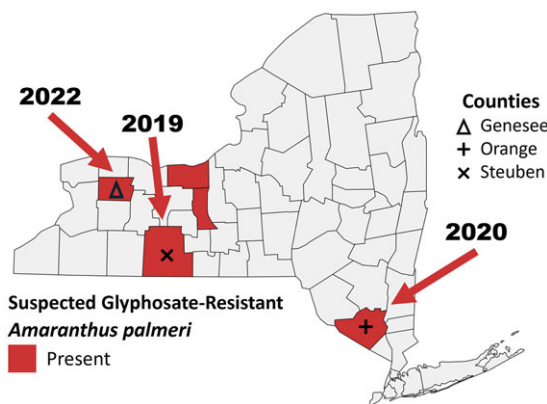 2022
2019
Counties
Genesee
Orange
Steuben
2020
Suspected Glyphosate-Resistant
Amaranthus palmeri
Present